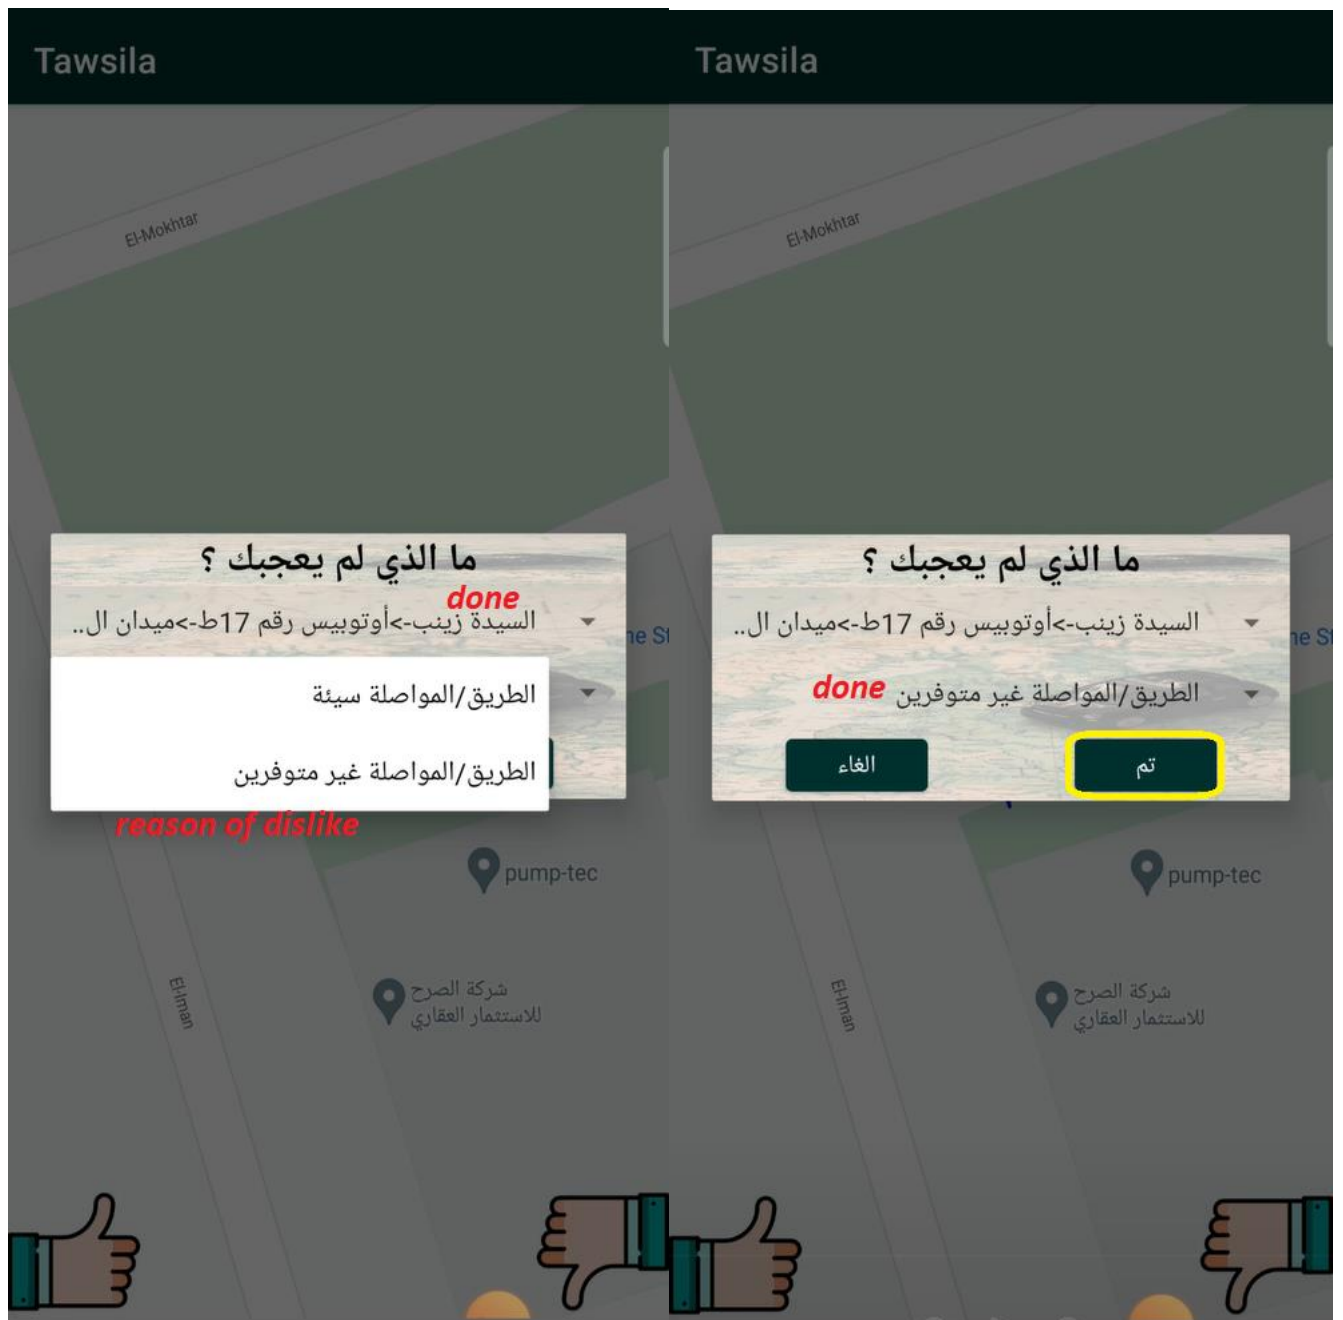 Tawsila
El-Mokhtar
ما الذي لم يعجبك ؟
done
السيدة زينب->أوتوبيس رقم 17ط->ميدان ال..
الطريق/المواصلة سيئة
الطريق/المواصلة غير متوفرين
reason of dislike
pump-tec
شركة الصرح
للاستثمار العقاري
El-Iman
Tawsila
El-Mokhtar
ما الذي لم يعجبك ؟
السيدة زينب->أوتوبيس رقم 17ط->ميدان ال..
الطريق/المواصلة غير متوفرين done
تم
الغاء
pump-tec
شركة الصرح
للاستثمار العقاري
El-Iman